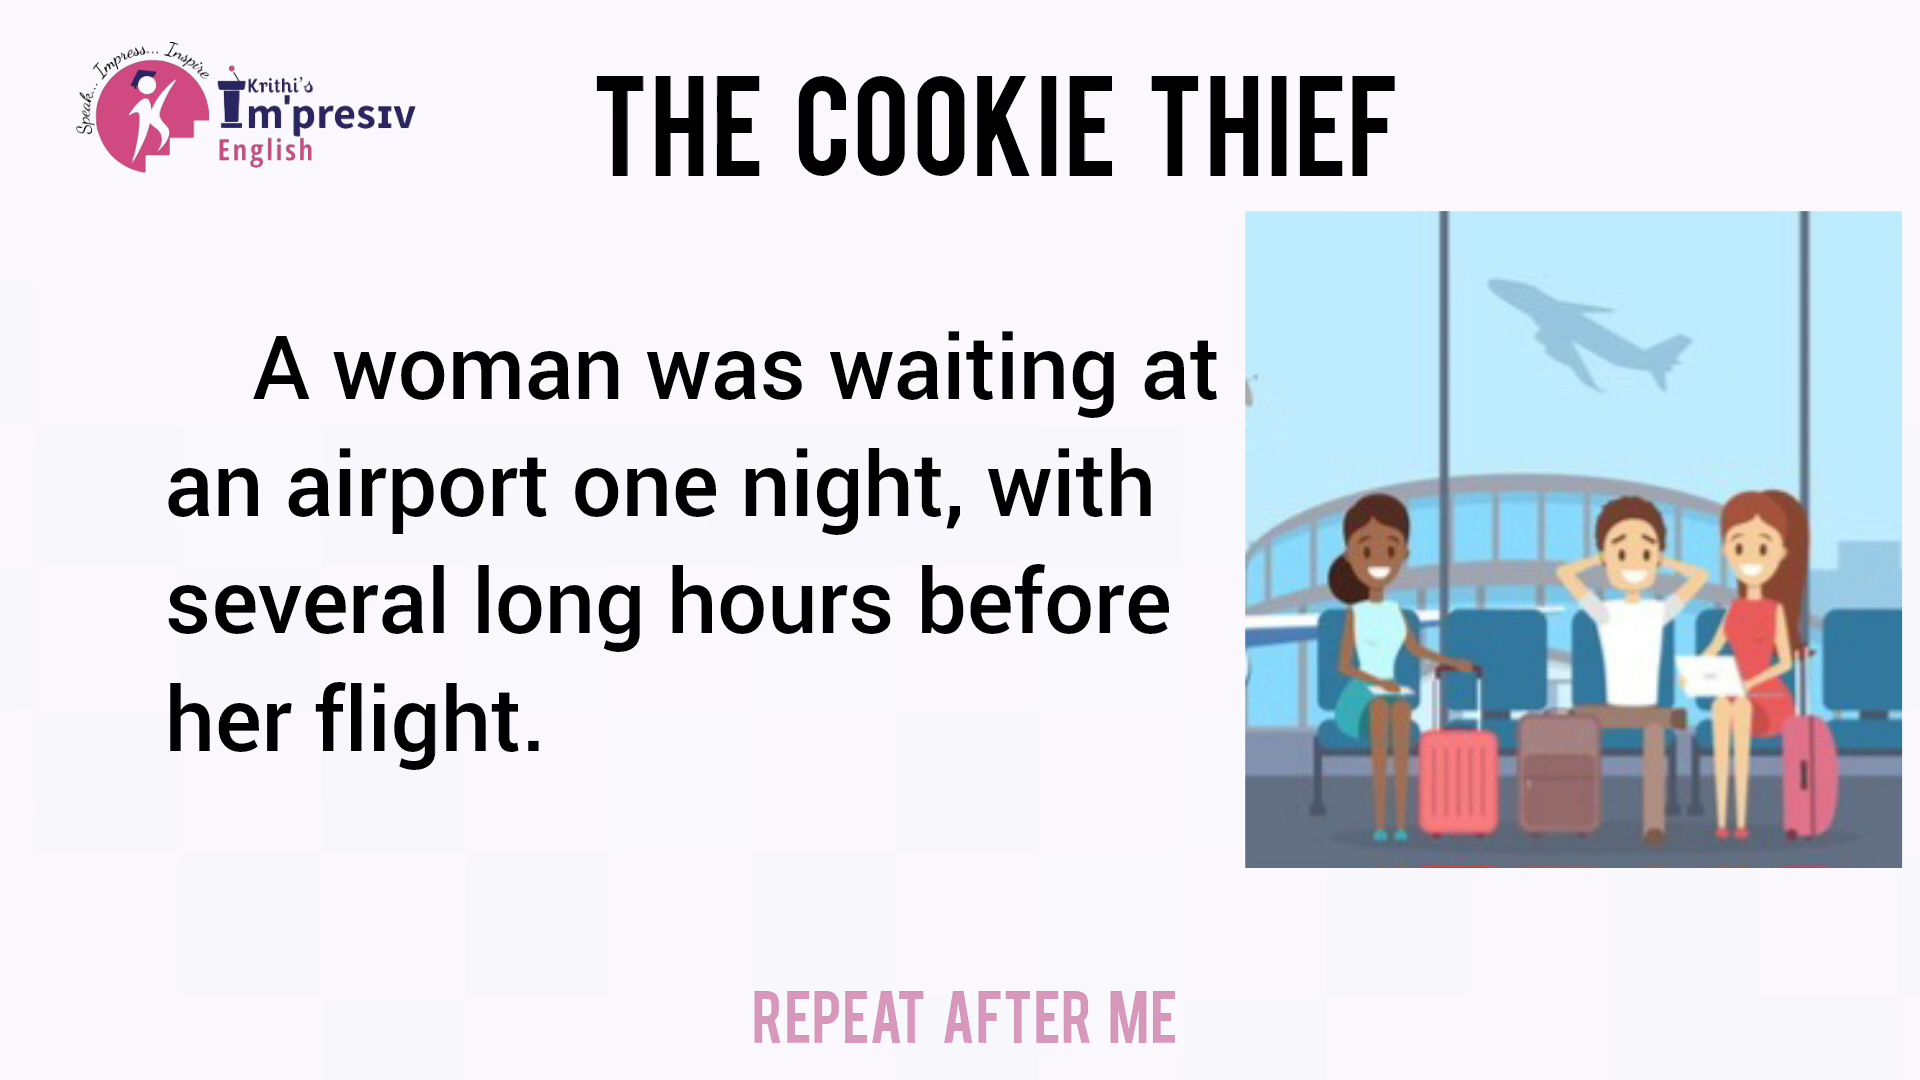 Speak... Impress... Inspire
Krithi's
Im'presıv
English
THE COOKIE THIEF
A woman was waiting at
an airport one night, with
several long hours before
her flight.
REPEAT AFTER ME